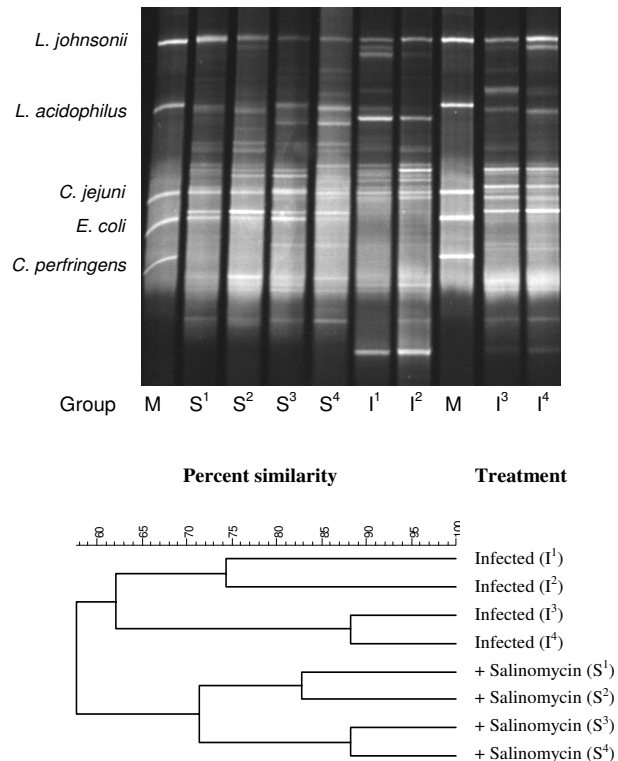 L. johnsonii
L. acidophilus
C. jejuni
E. coli
C. perfringens
Group M S¹ S² S³ S⁴ I¹ I² M I³ I⁴
Percent similarity Treatment
60 65 70 75 80 85 90 95 100
Infected (I¹)
Infected (I²)
Infected (I³)
Infected (I⁴)
+ Salinomycin (S¹)
+ Salinomycin (S²)
+ Salinomycin (S³)
+ Salinomycin (S⁴)